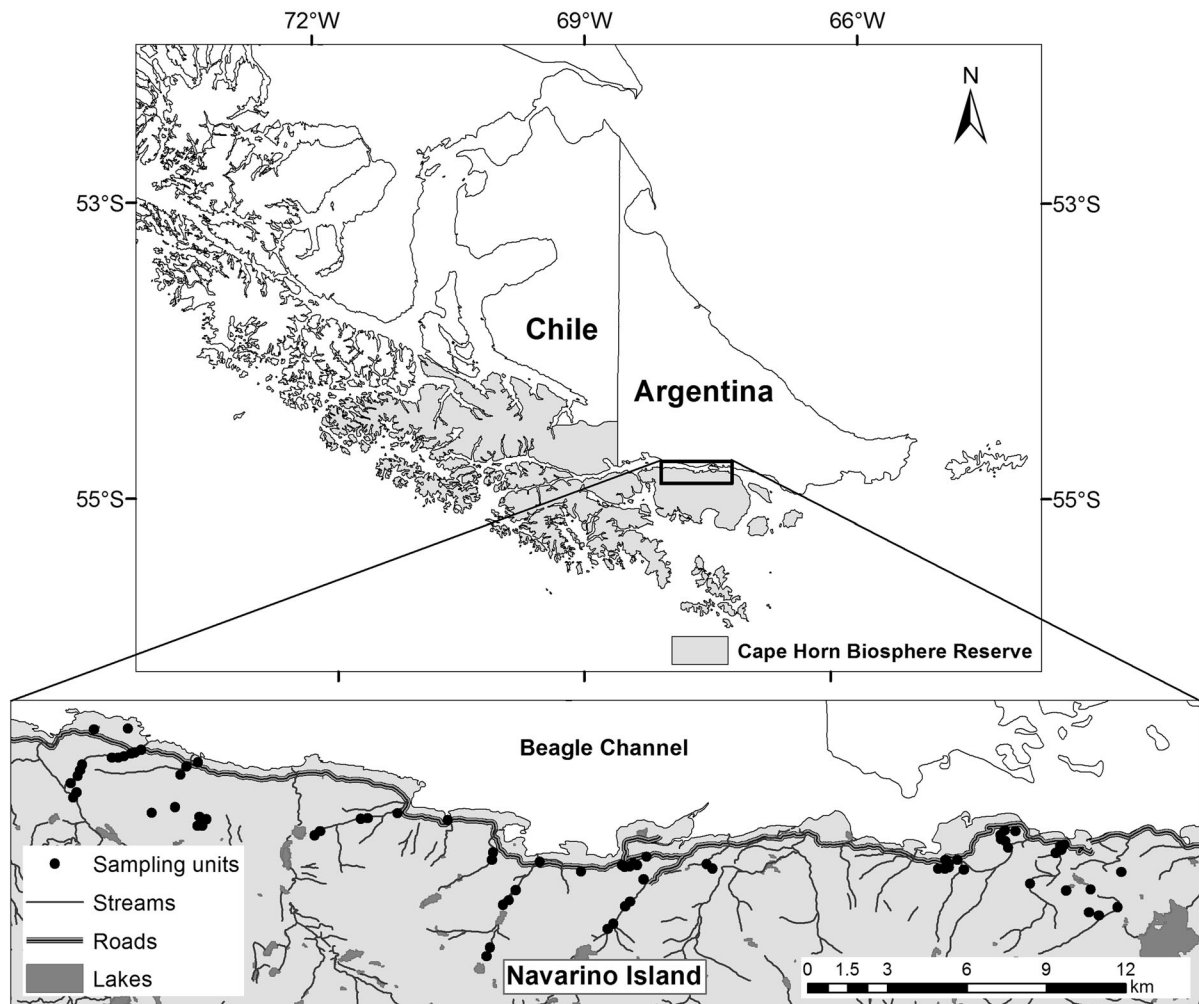 72°W 69°W 66°W
N
53°S 53°S
Chile
Argentina
55°S 55°S
Cape Horn Biosphere Reserve
Beagle Channel
Sampling units
Streams
Roads
Lakes
Navarino Island
0 1.5 3 6 9 12
km